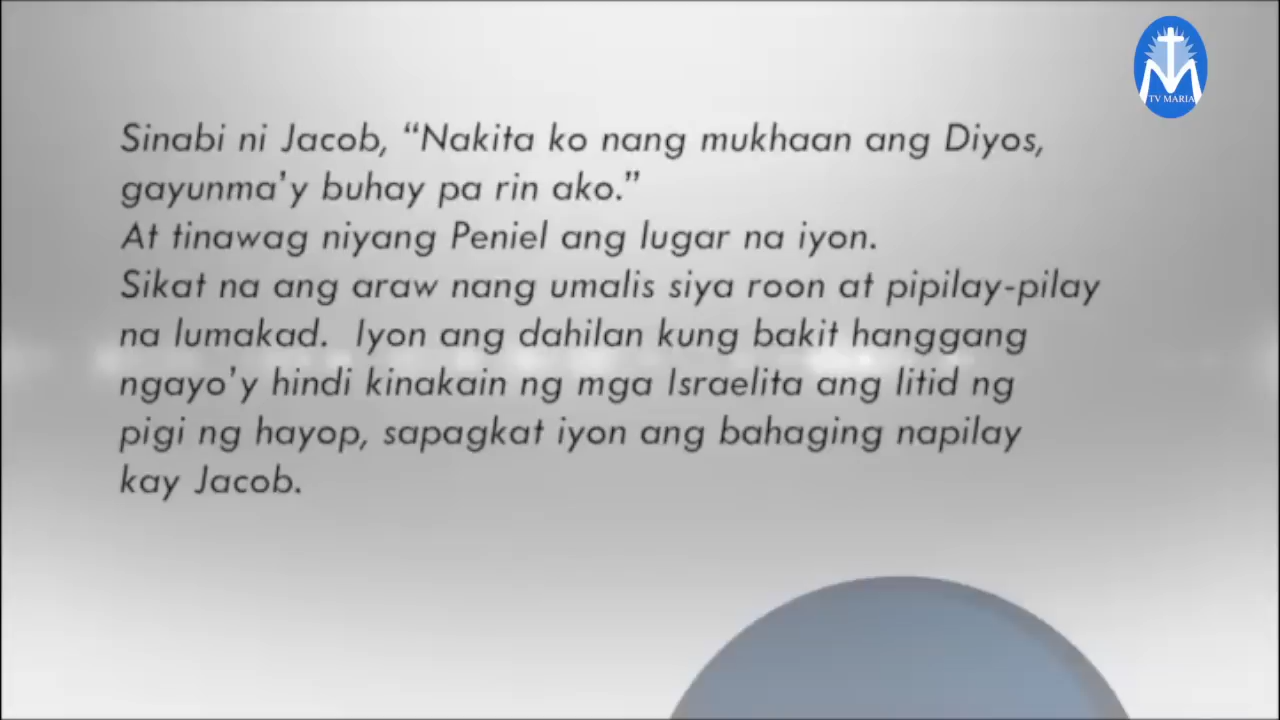 TV MARIA
Sinabi ni Jacob, “Nakita ko nang mukhaan ang Diyos,
gayunma'y buhay pa rin ako.”
At tinawag niyang Peniel ang lugar na iyon.
Sikat na ang araw nang umalis siya roon at pipilay-pilay
na lumakad.  Iyon ang dahilan kung bakit hanggang
ngayo'y hindi kinakain ng mga Israelita ang litid ng
pigi ng hayop, sapagkat iyon ang bahaging napilay
kay Jacob.